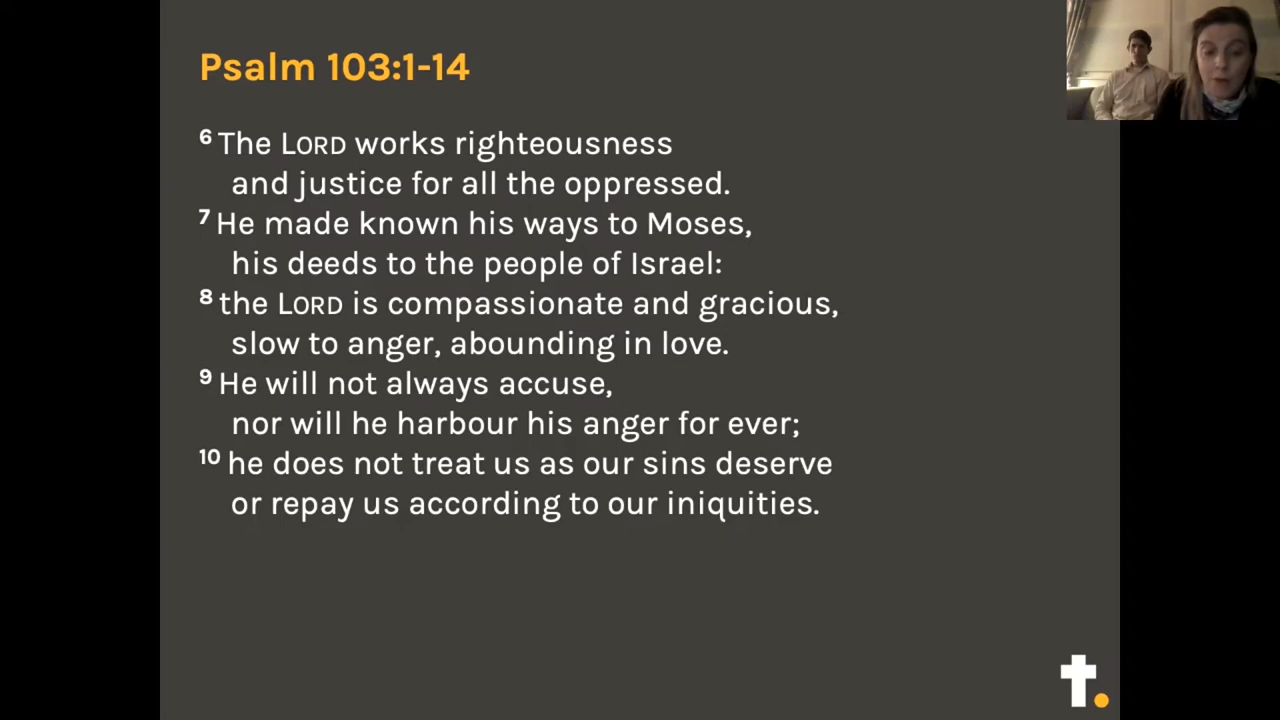 Psalm 103:1-14
6 The LORD works righteousness
and justice for all the oppressed.
7 He made known his ways to Moses,
his deeds to the people of Israel:
8 the LORD is compassionate and gracious,
slow to anger, abounding in love.
9 He will not always accuse,
nor will he harbour his anger for ever;
10 he does not treat us as our sins deserve
or repay us according to our iniquities.